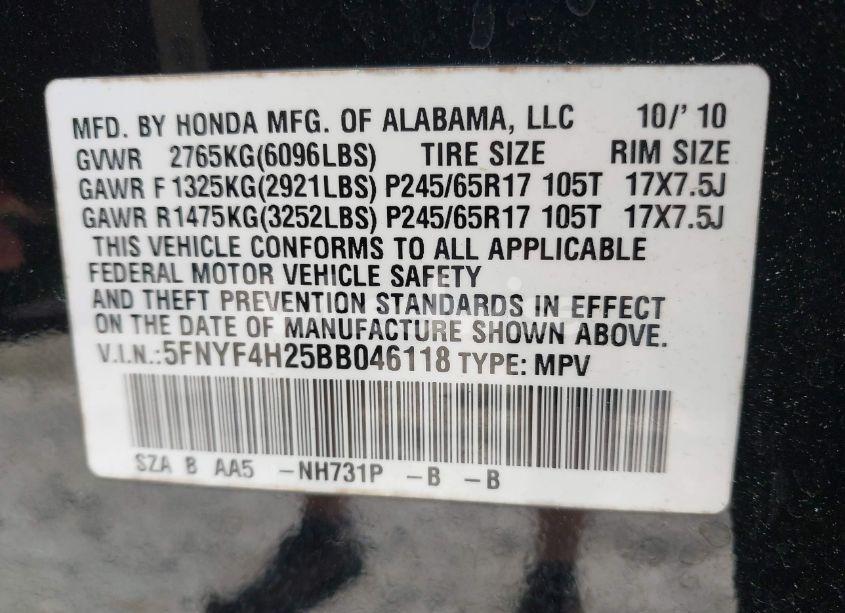 MFD. BY HONDA MFG. OF ALABAMA, LLC 10/'10
GVWR 2765KG(6096LBS) TIRE SIZE RIM SIZE
GAWR F 1325KG(2921LBS) P245/65R17 105T 17X7.5J
GAWR R1475KG(3252LBS) P245/65R17 105T 17X7.5J
THIS VEHICLE CONFORMS TO ALL APPLICABLE
FEDERAL MOTOR VEHICLE SAFETY
AND THEFT PREVENTION STANDARDS IN EFFECT
ON THE DATE OF MANUFACTURE SHOWN ABOVE.
V.I.N.:5FNYF4H25BB046118 TYPE: MPV
SZA B AA5 -NH731P -B -B